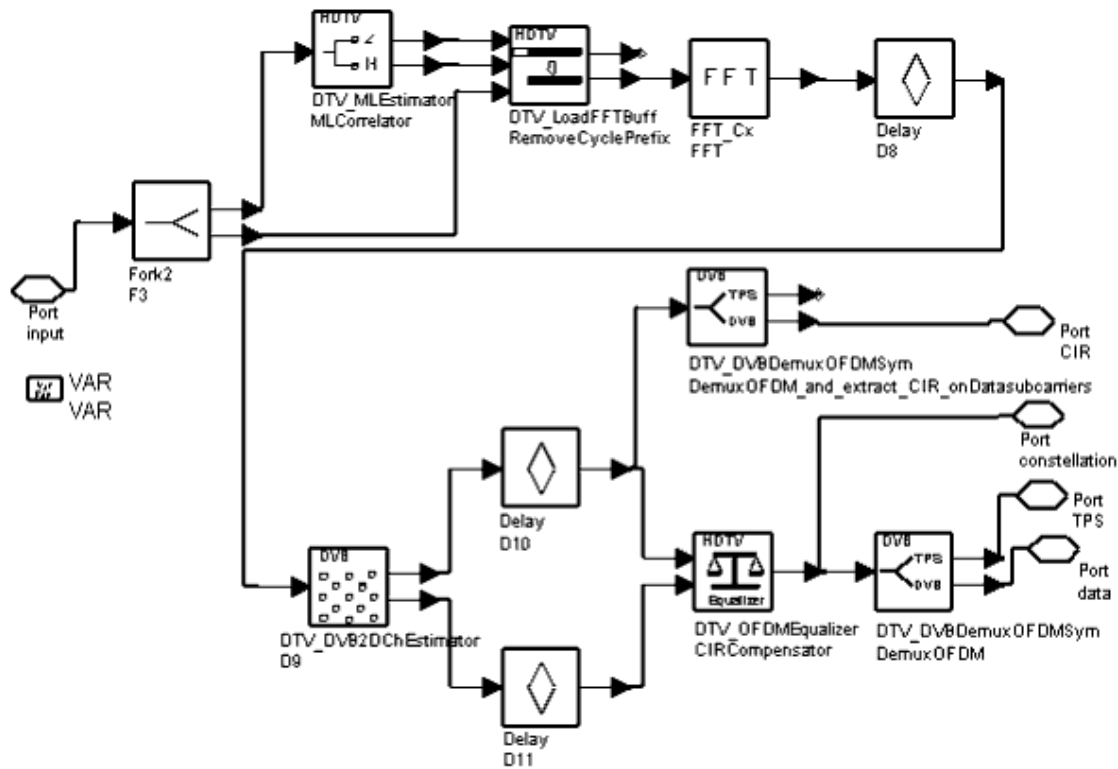 HDTV
H
DTV_MLEstimator
MLCorrelator
HDTV
DTV_LoadFFTBuff
RemoveCyclePrefix
FFT
FFT_Cx
FFT
Delay
D8
Fork2
F3
Port
input
VAR
VAR
DVB
TPS
DVB
DTV_DVBDemuxOFDMSym
DemuxOFDM_and_extract_CIR_onDatasubcarriers
Port
CIR
Port
constellation
Delay
D10
Port
TPS
HDTV
Equalizer
DTV_OFDMEqualizer
CIRCompensator
DVB
TPS
DVB
DTV_DVBDemuxOFDMSym
DemuxOFDM
Port
data
DVB
DTV_DVB2DChEstimator
D9
Delay
D11